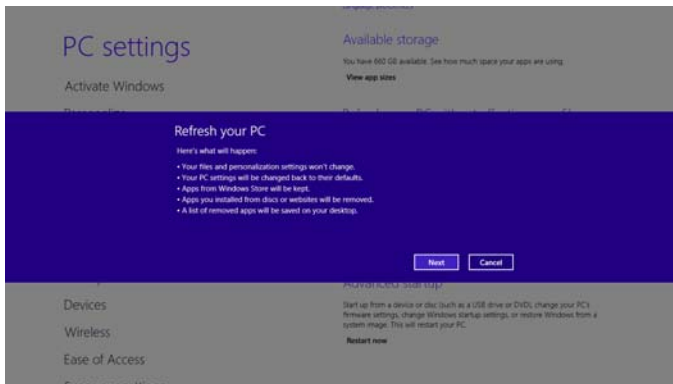 PC settings
Activate Windows
Available storage
You have 660 GB available. See how much space your apps are using.
View app sizes
Refresh your PC
Here's what will happen:
• Your files and personalization settings won't change.
• Your PC settings will be changed back to their defaults.
• Apps from Windows Store will be kept.
• Apps you installed from discs or websites will be removed.
• A list of removed apps will be saved on your desktop.
Next
Cancel
Advanced startup
Start up from a device or disc (such as a USB drive or DVD), change your PC's
firmware settings, change Windows startup settings, or restore Windows from a
system image. This will restart your PC.
Restart now
Devices
Wireless
Ease of Access